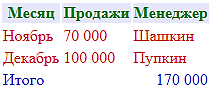 Месяц Продажи Менеджер
Ноябрь 70 000 Шашкин
Декабрь 100 000 Пупкин
Итого 170 000